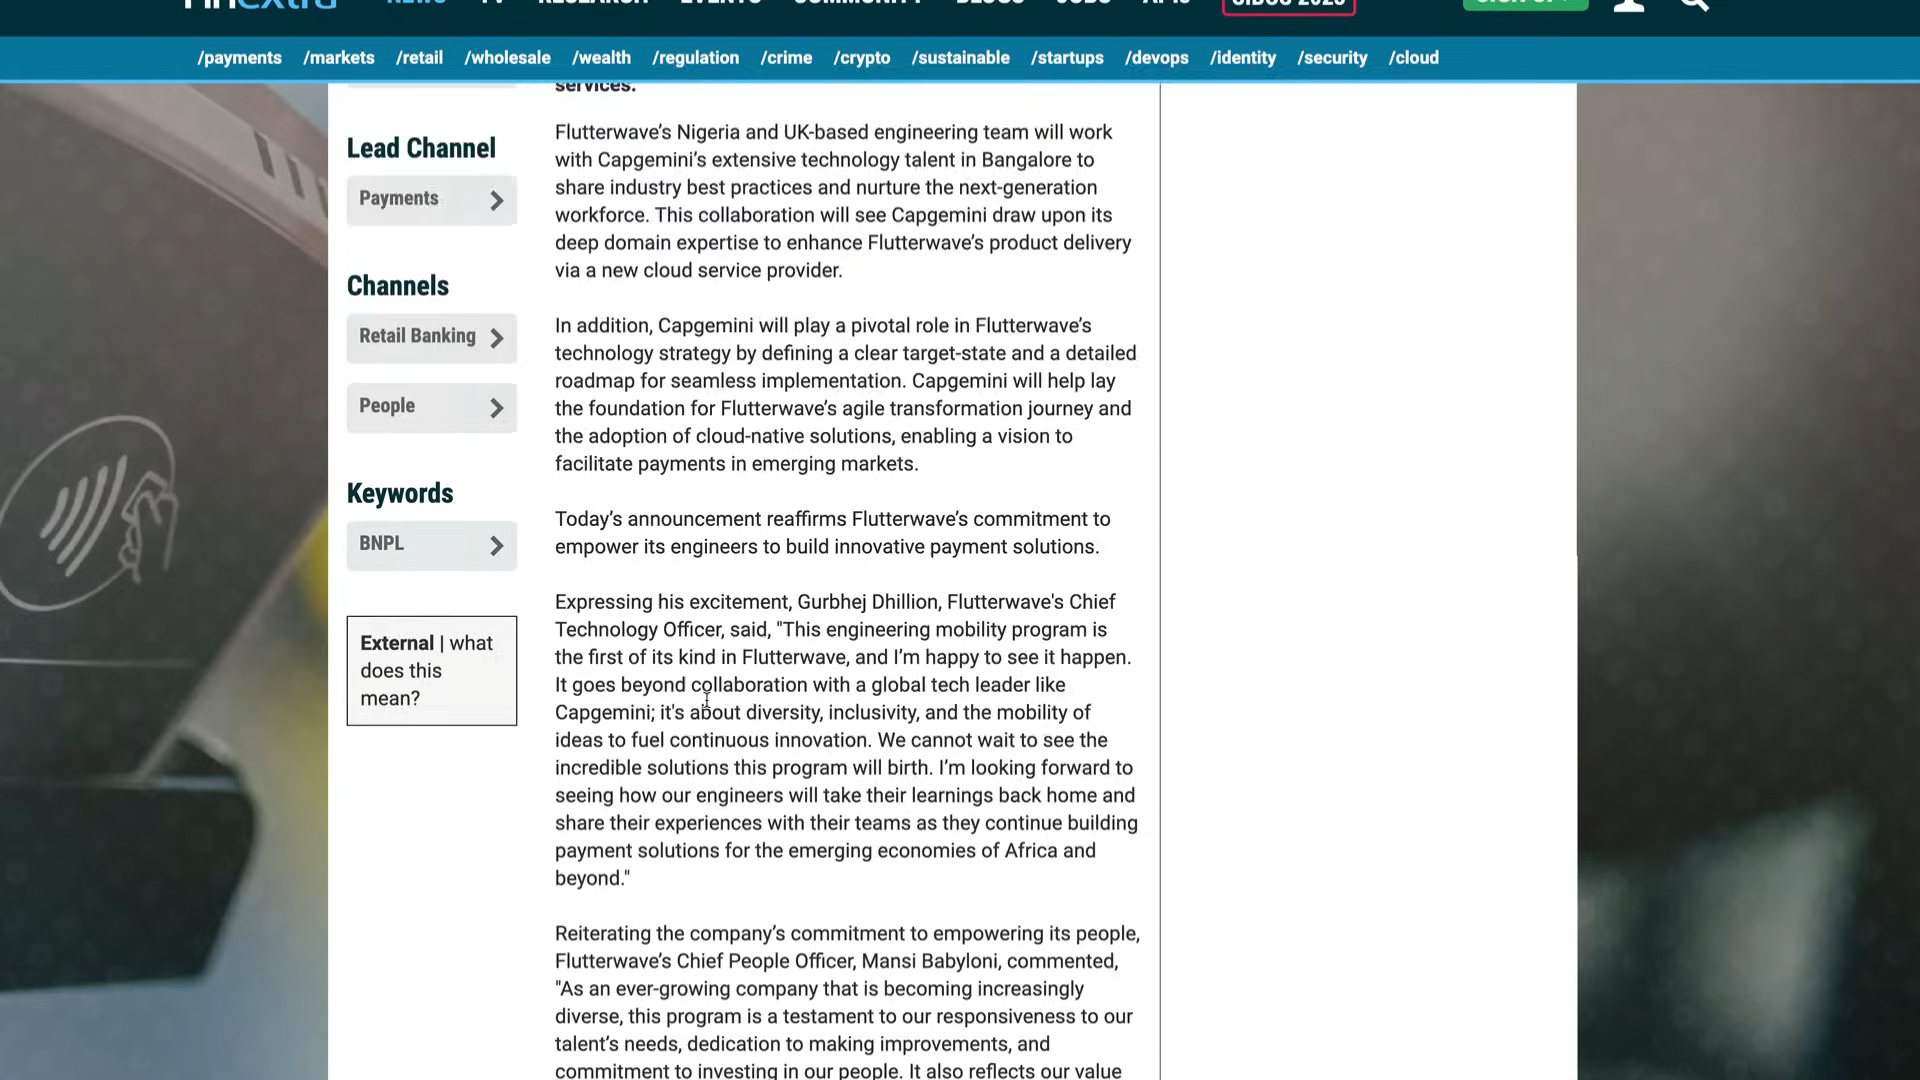 finextra
NEWS TV RESEARCH EVENTS COMMUNITY BLOGS JOBS APIS SIBOS 2023 SIGN UP
/payments /markets /retail /wholesale /wealth /regulation /crime /crypto /sustainable /startups /devops /identity /security /cloud
services.
Lead Channel
Payments
Channels
Retail Banking
People
Keywords
BNPL
External | what
does this
mean?
Flutterwave’s Nigeria and UK-based engineering team will work
with Capgemini’s extensive technology talent in Bangalore to
share industry best practices and nurture the next-generation
workforce. This collaboration will see Capgemini draw upon its
deep domain expertise to enhance Flutterwave’s product delivery
via a new cloud service provider.
In addition, Capgemini will play a pivotal role in Flutterwave’s
technology strategy by defining a clear target-state and a detailed
roadmap for seamless implementation. Capgemini will help lay
the foundation for Flutterwave’s agile transformation journey and
the adoption of cloud-native solutions, enabling a vision to
facilitate payments in emerging markets.
Today’s announcement reaffirms Flutterwave’s commitment to
empower its engineers to build innovative payment solutions.
Expressing his excitement, Gurbhej Dhillion, Flutterwave's Chief
Technology Officer, said, "This engineering mobility program is
the first of its kind in Flutterwave, and I’m happy to see it happen.
It goes beyond collaboration with a global tech leader like
Capgemini; it's about diversity, inclusivity, and the mobility of
ideas to fuel continuous innovation. We cannot wait to see the
incredible solutions this program will birth. I’m looking forward to
seeing how our engineers will take their learnings back home and
share their experiences with their teams as they continue building
payment solutions for the emerging economies of Africa and
beyond."
Reiterating the company’s commitment to empowering its people,
Flutterwave’s Chief People Officer, Mansi Babyloni, commented,
"As an ever-growing company that is becoming increasingly
diverse, this program is a testament to our responsiveness to our
talent’s needs, dedication to making improvements, and
commitment to investing in our people. It also reflects our value